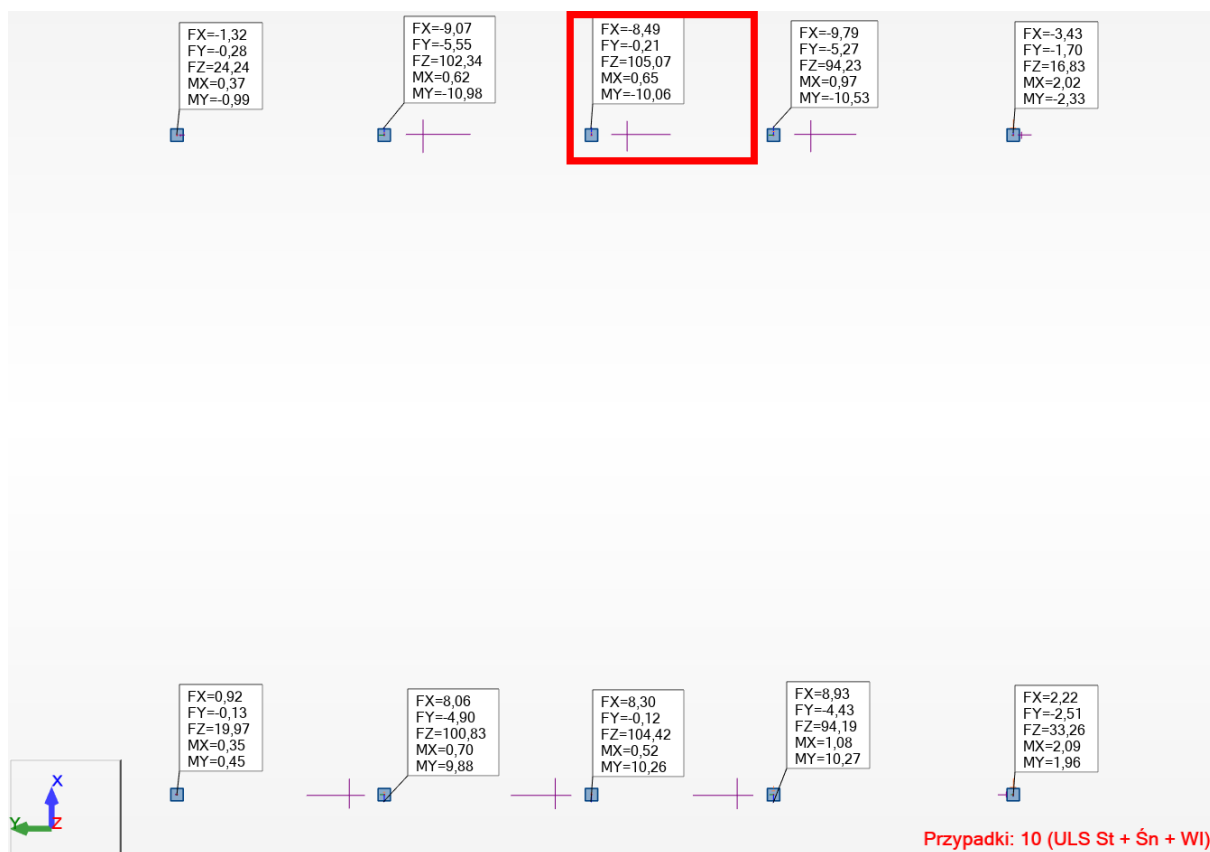 FX=-1,32
FY=-0,28
FZ=24,24
MX=0,37
MY=-0,99
FX=-9,07
FY=-5,55
FZ=102,34
MX=0,62
MY=-10,98
FX=-8,49
FY=-0,21
FZ=105,07
MX=0,65
MY=-10,06
FX=-9,79
FY=-5,27
FZ=94,23
MX=0,97
MY=-10,53
FX=-3,43
FY=-1,70
FZ=16,83
MX=2,02
MY=-2,33
FX=0,92
FY=-0,13
FZ=19,97
MX=0,35
MY=0,45
FX=8,06
FY=-4,90
FZ=100,83
MX=0,70
MY=9,88
FX=8,30
FY=-0,12
FZ=104,42
MX=0,52
MY=10,26
FX=8,93
FY=-4,43
FZ=94,19
MX=1,08
MY=10,27
FX=2,22
FY=-2,51
FZ=33,26
MX=2,09
MY=1,96
X
Y Z
Przypadki: 10 (ULS St + Śn + WI)